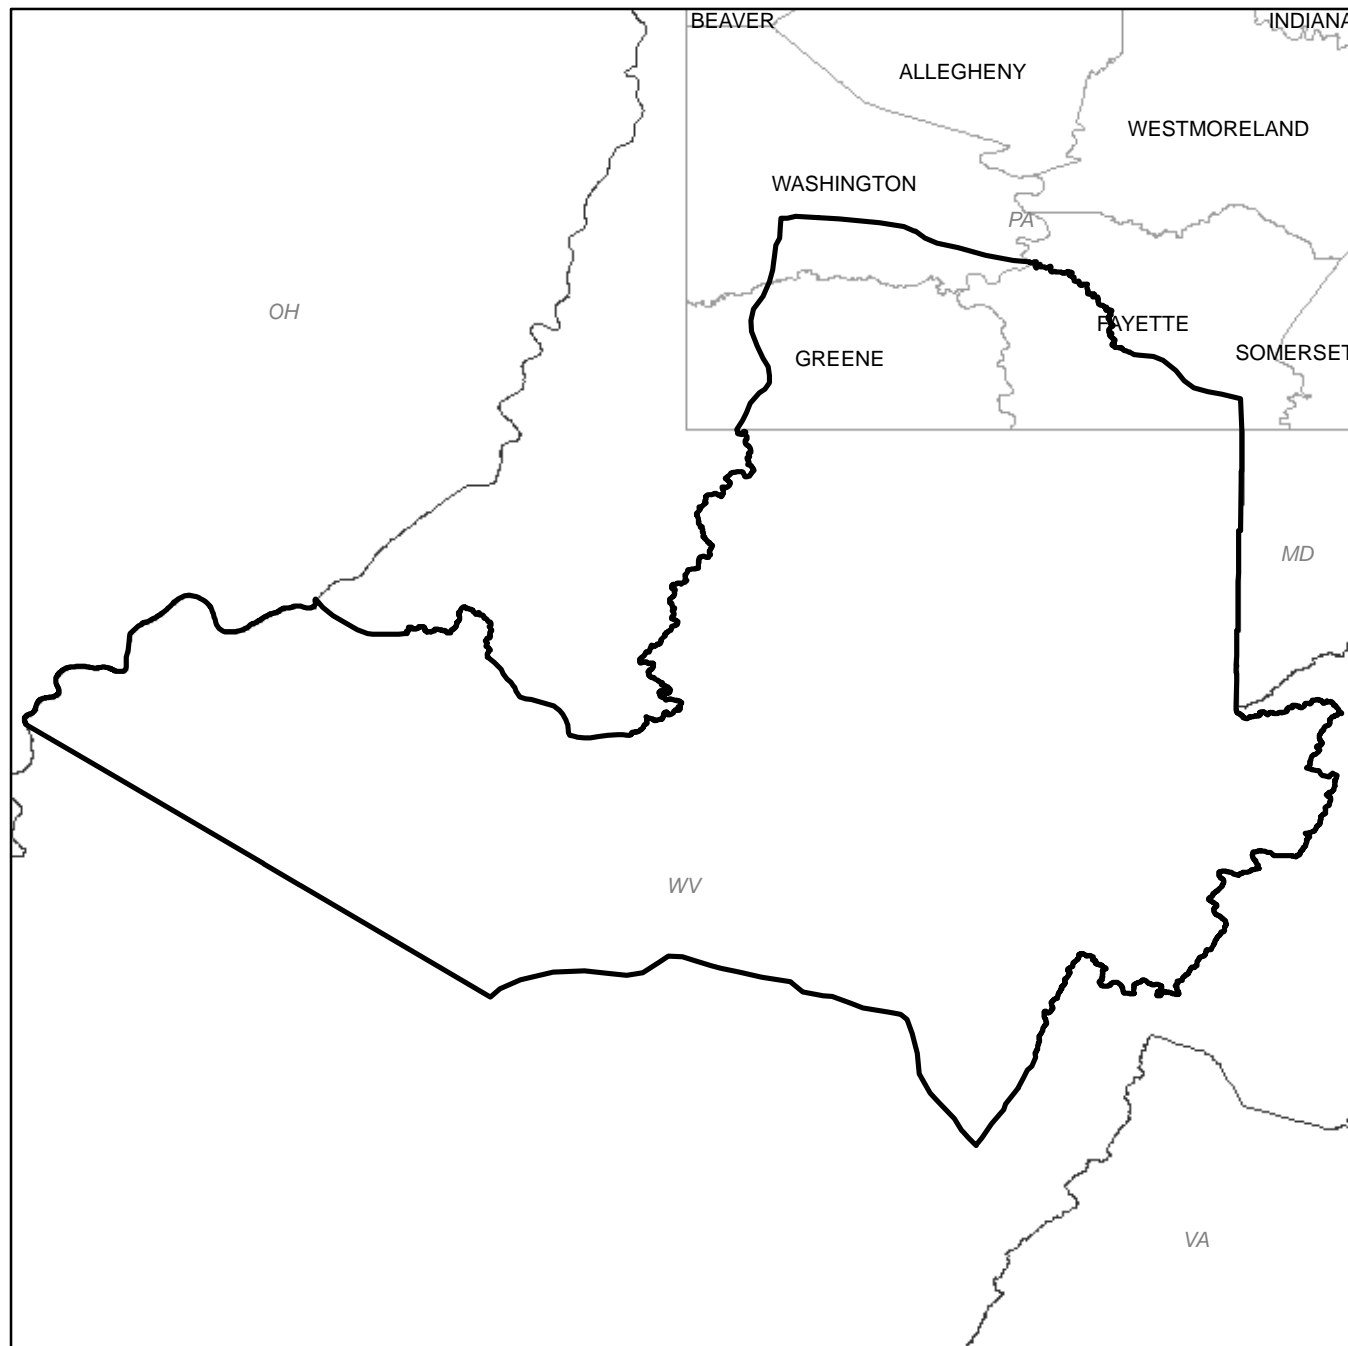 BEAVER
INDIANA
ALLEGHENY
WESTMORELAND
WASHINGTON
PA
OH
FAYETTE
SOMERSET
GREENE
MD
WV
VA